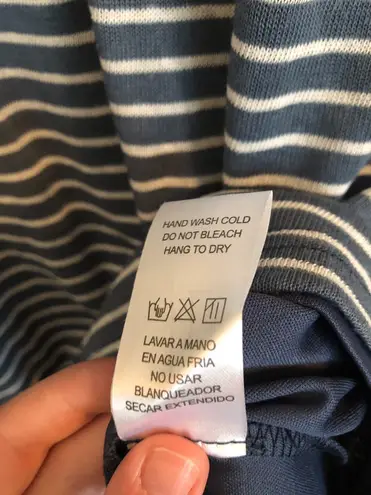 HAND WASH COLD
DO NOT BLEACH
HANG TO DRY
LAVAR A MANO
EN AGUA FRIA
NO USAR
BLANQUEADOR
SECAR EXTENDIDO